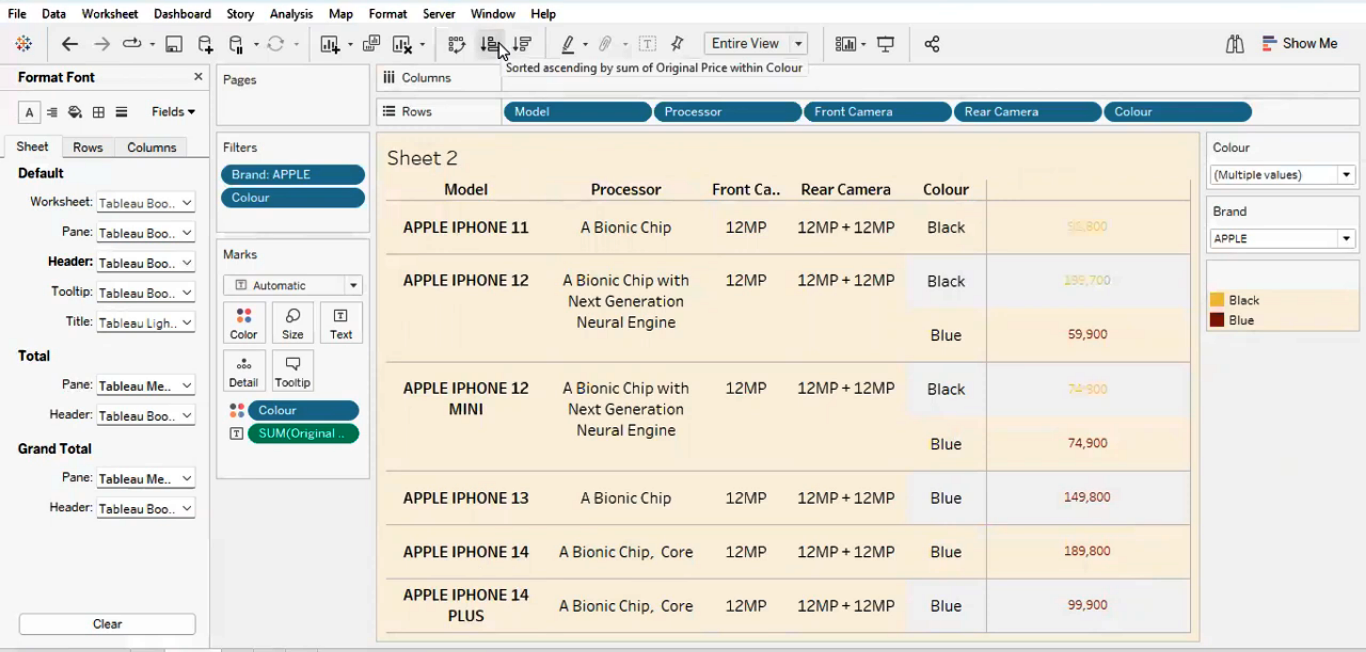 File Data Worksheet Dashboard Story Analysis Map Format Server Window Help
Entire View
Show Me
Sorted ascending by sum of Original Price within Colour
Format Font
Fields
Sheet Rows Columns
Default
Worksheet: Tableau Boo..
Pane: Tableau Boo..
Header: Tableau Boo..
Tooltip: Tableau Boo..
Title: Tableau Ligh..
Total
Pane: Tableau Me..
Header: Tableau Boo..
Grand Total
Pane: Tableau Me..
Header: Tableau Boo..
Clear
Pages
Filters
Brand: APPLE
Colour
Marks
Automatic
Color Size Text
Detail Tooltip
Colour
SUM(Original ..
Columns
Rows Model Processor Front Camera Rear Camera Colour
Sheet 2
Model Processor Front Ca.. Rear Camera Colour
APPLE IPHONE 11 A Bionic Chip 12MP 12MP + 12MP Black
APPLE IPHONE 12 A Bionic Chip with 12MP 12MP + 12MP Black 199,700
Next Generation
Neural Engine
Blue 59,900
APPLE IPHONE 12 A Bionic Chip with 12MP 12MP + 12MP Black
MINI Next Generation
Neural Engine
Blue 74,900
APPLE IPHONE 13 A Bionic Chip 12MP 12MP + 12MP Blue 149,800
APPLE IPHONE 14 A Bionic Chip, Core 12MP 12MP + 12MP Blue 189,800
APPLE IPHONE 14 A Bionic Chip, Core 12MP 12MP + 12MP Blue 99,900
PLUS
Colour
(Multiple values)
Brand
APPLE
Black
Blue